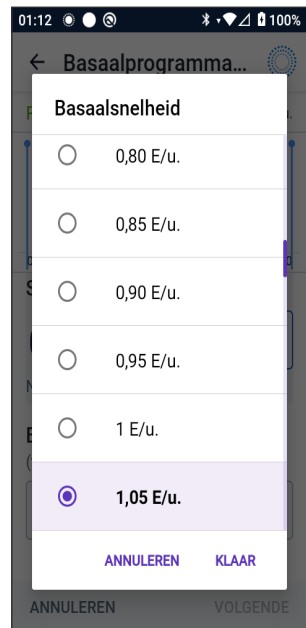 01:12 100%
Basaalprogramma...
Basaalsnelheid
0,80 E/u.
0,85 E/u.
0,90 E/u.
0,95 E/u.
1 E/u.
1,05 E/u.
ANNULEREN KLAAR
ANNULEREN VOLGENDE